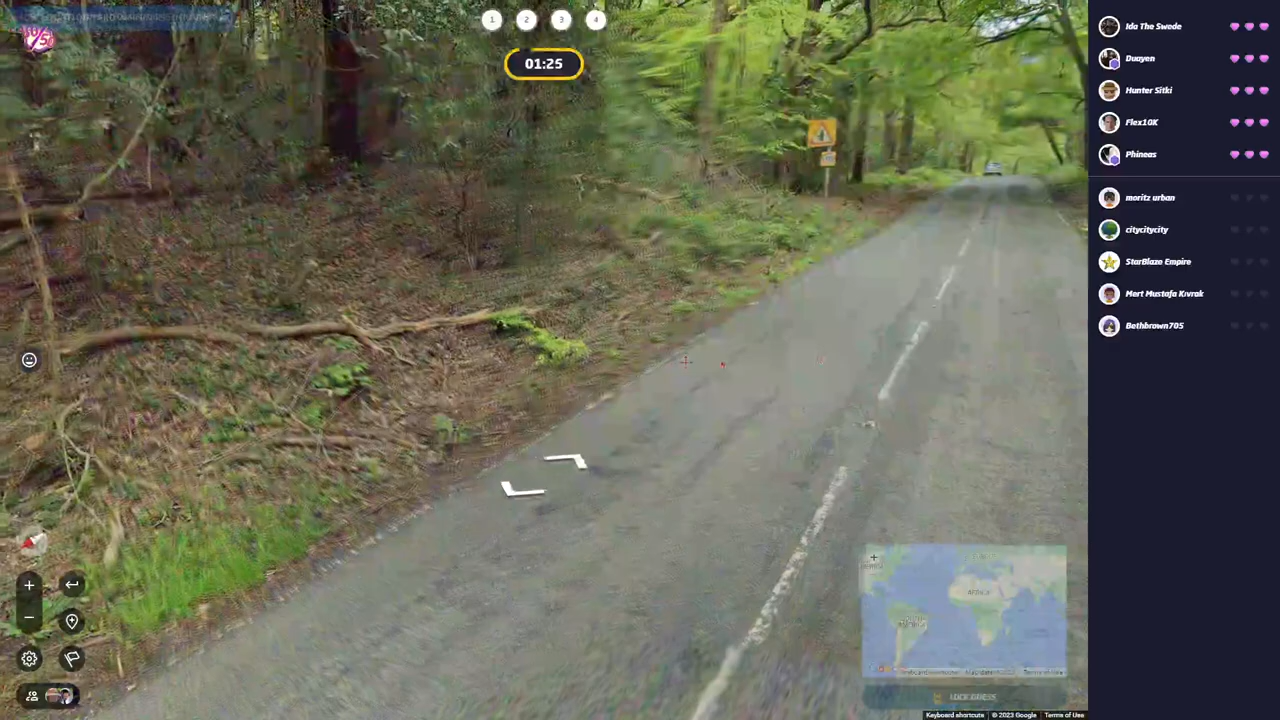 1 2 3 4
01:25
Ida The Swede
Duayen
Hunter Sitki
Flex10K
Phineas
moritz urban
citycitycity
StarBlaze Empire
Mert Mustafa Kıvrak
Bethbrown705
AFRICA
Keyboard shortcuts © 2023 Google Terms of Use